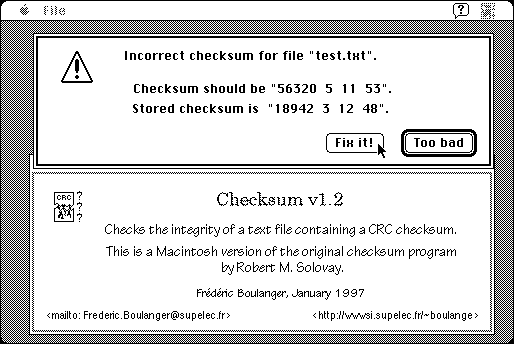 File
Incorrect checksum for file "test.txt".
Checksum should be "56320 5 11 53".
Stored checksum is "18942 3 12 48".
Fix it!
Too bad
CRC
?
?
?
Checksum v1.2
Checks the integrity of a text file containing a CRC checksum.
This is a Macintosh version of the original checksum program
by Robert M. Solovay.
Frédéric Boulanger, January 1997
<mailto: Frederic.Boulanger@supelec.fr>
<http://wwwsi.supelec.fr/~boulange>